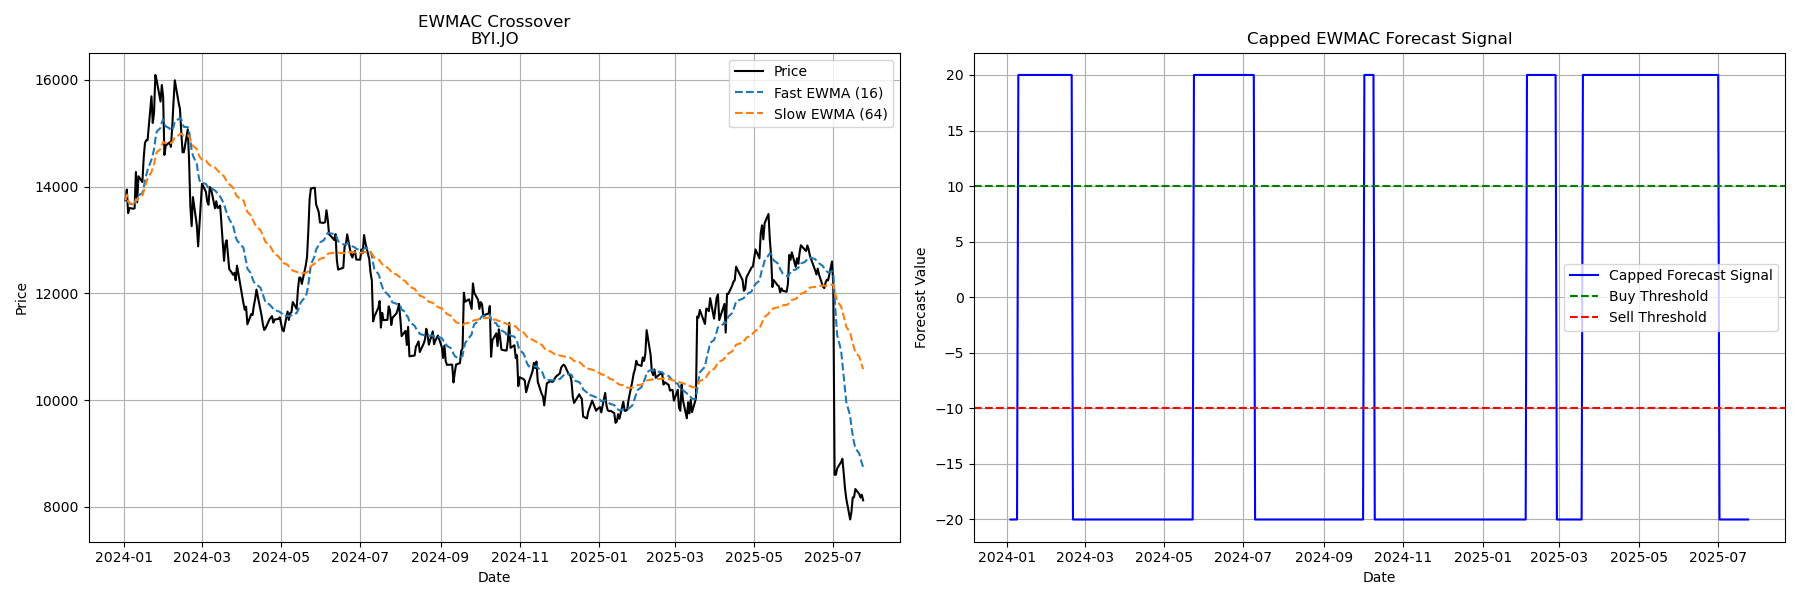 EWMAC Crossover
BYI.JO
Price
16000
14000
12000
10000
8000
Price
Fast EWMA (16)
Slow EWMA (64)
2024-01
2024-03
2024-05
2024-07
2024-09
2024-11
2025-01
2025-03
2025-05
2025-07
Date
Capped EWMAC Forecast Signal
Forecast Value
20
15
10
5
0
−5
−10
−15
−20
Capped Forecast Signal
Buy Threshold
Sell Threshold
2024-01
2024-03
2024-05
2024-07
2024-09
2024-11
2025-01
2025-03
2025-05
2025-07
Date